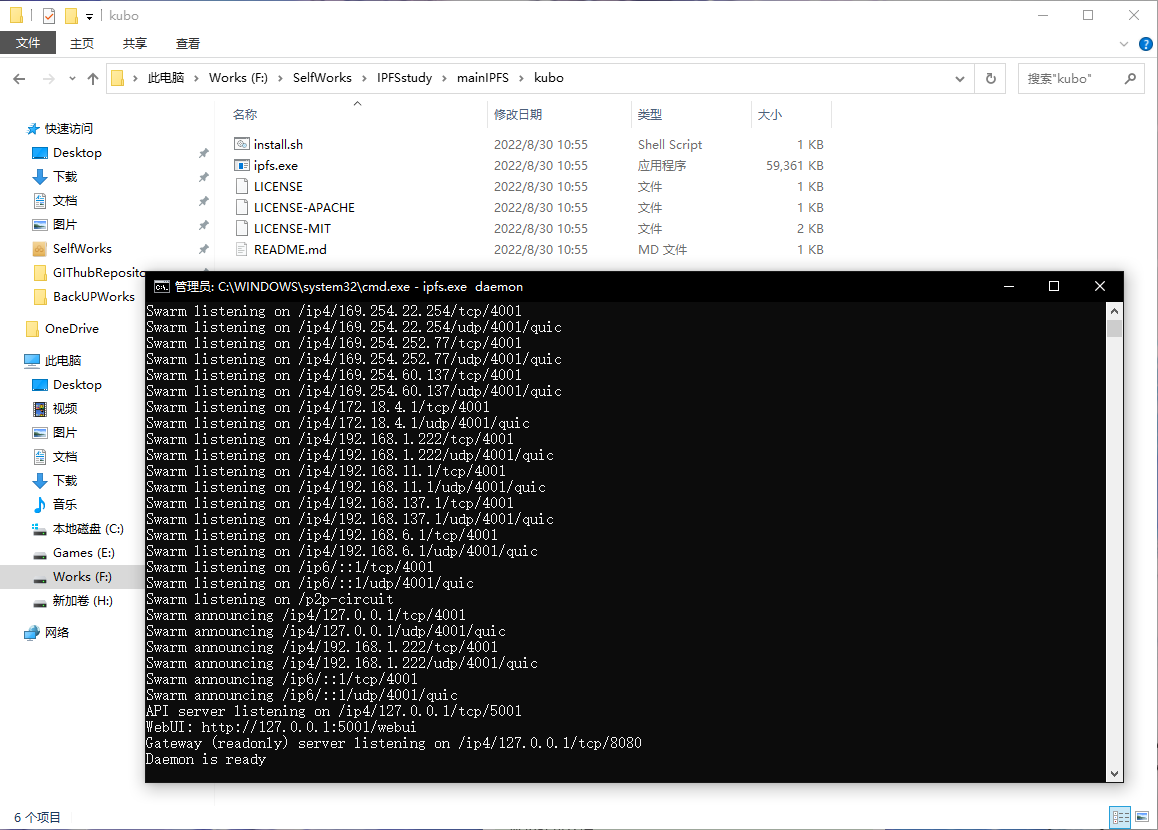 kubo
文件 主页 共享 查看
此电脑 Works (F:) SelfWorks IPFSstudy mainIPFS kubo 搜索"kubo"
名称 修改日期 类型 大小
快速访问
Desktop
下载
文档
图片
SelfWorks
GIThubReposito
BackUPWorks
OneDrive
此电脑
Desktop
视频
图片
文档
下载
音乐
本地磁盘 (C:)
Games (E:)
Works (F:)
新加卷 (H:)
网络
install.sh 2022/8/30 10:55 Shell Script 1 KB
ipfs.exe 2022/8/30 10:55 应用程序 59,361 KB
LICENSE 2022/8/30 10:55 文件 1 KB
LICENSE-APACHE 2022/8/30 10:55 文件 1 KB
LICENSE-MIT 2022/8/30 10:55 文件 2 KB
README.md 2022/8/30 10:55 MD 文件 1 KB
管理员: C:\WINDOWS\system32\cmd.exe - ipfs.exe daemon
Swarm listening on /ip4/169.254.22.254/tcp/4001
Swarm listening on /ip4/169.254.22.254/udp/4001/quic
Swarm listening on /ip4/169.254.252.77/tcp/4001
Swarm listening on /ip4/169.254.252.77/udp/4001/quic
Swarm listening on /ip4/169.254.60.137/tcp/4001
Swarm listening on /ip4/169.254.60.137/udp/4001/quic
Swarm listening on /ip4/172.18.4.1/tcp/4001
Swarm listening on /ip4/172.18.4.1/udp/4001/quic
Swarm listening on /ip4/192.168.1.222/tcp/4001
Swarm listening on /ip4/192.168.1.222/udp/4001/quic
Swarm listening on /ip4/192.168.11.1/tcp/4001
Swarm listening on /ip4/192.168.11.1/udp/4001/quic
Swarm listening on /ip4/192.168.137.1/tcp/4001
Swarm listening on /ip4/192.168.137.1/udp/4001/quic
Swarm listening on /ip4/192.168.6.1/tcp/4001
Swarm listening on /ip4/192.168.6.1/udp/4001/quic
Swarm listening on /ip6/::1/tcp/4001
Swarm listening on /ip6/::1/udp/4001/quic
Swarm listening on /p2p-circuit
Swarm announcing /ip4/127.0.0.1/tcp/4001
Swarm announcing /ip4/127.0.0.1/udp/4001/quic
Swarm announcing /ip4/192.168.1.222/tcp/4001
Swarm announcing /ip4/192.168.1.222/udp/4001/quic
Swarm announcing /ip6/::1/tcp/4001
Swarm announcing /ip6/::1/udp/4001/quic
API server listening on /ip4/127.0.0.1/tcp/5001
WebUI: http://127.0.0.1:5001/webui
Gateway (readonly) server listening on /ip4/127.0.0.1/tcp/8080
Daemon is ready
6 个项目